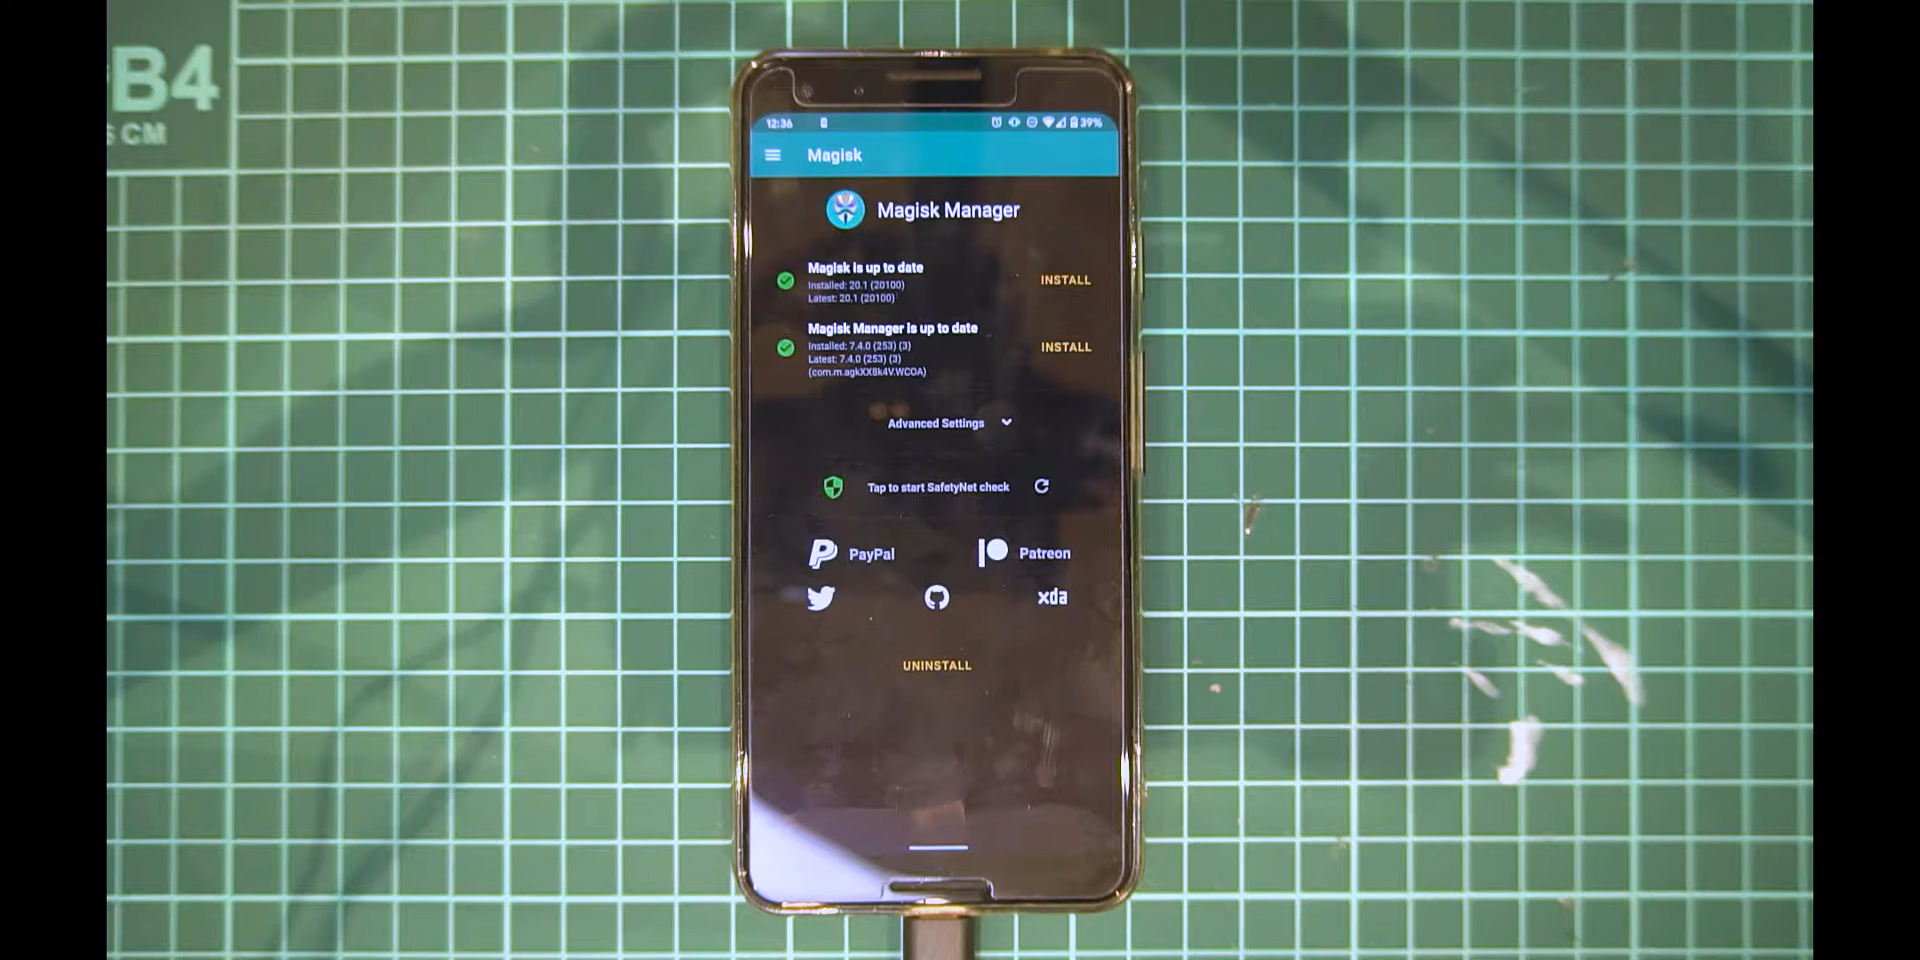 B4
CM
12:36
39%
Magisk
Magisk Manager
Magisk is up to date
Installed: 20.1 (20100)
Latest: 20.1 (20100)
INSTALL
Magisk Manager is up to date
Installed: 7.4.0 (253) (3)
Latest: 7.4.0 (253) (3)
INSTALL
Advanced Settings
Tap to start SafetyNet check
PayPal
Patreon
xda
UNINSTALL